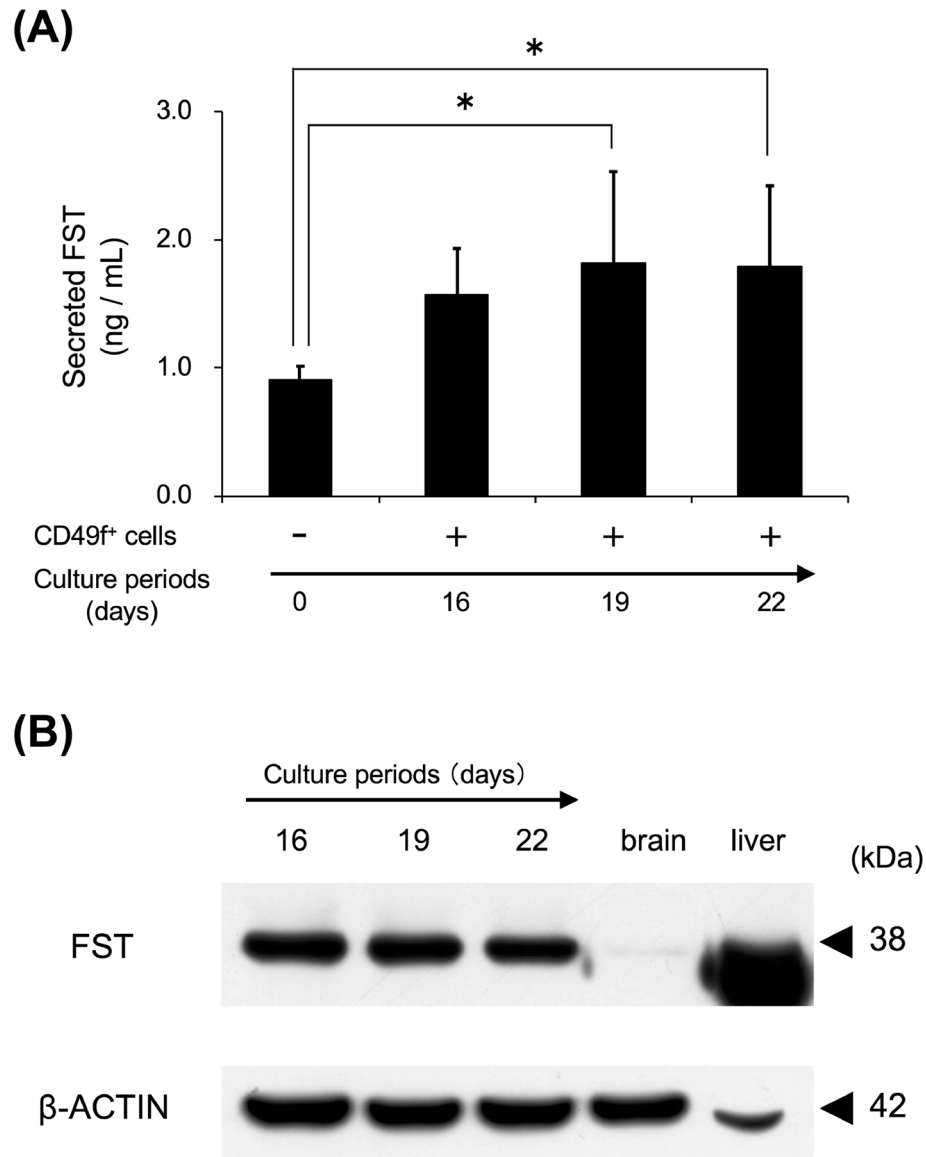 (A)
*
*
3.0
2.0
1.0
0.0
Secreted FST
(ng / mL)
CD49f⁺ cells - + + +
Culture periods
(days)
0 16 19 22
(B)
Culture periods (days)
16 19 22 brain liver
(kDa)
FST
38
β-ACTIN
42